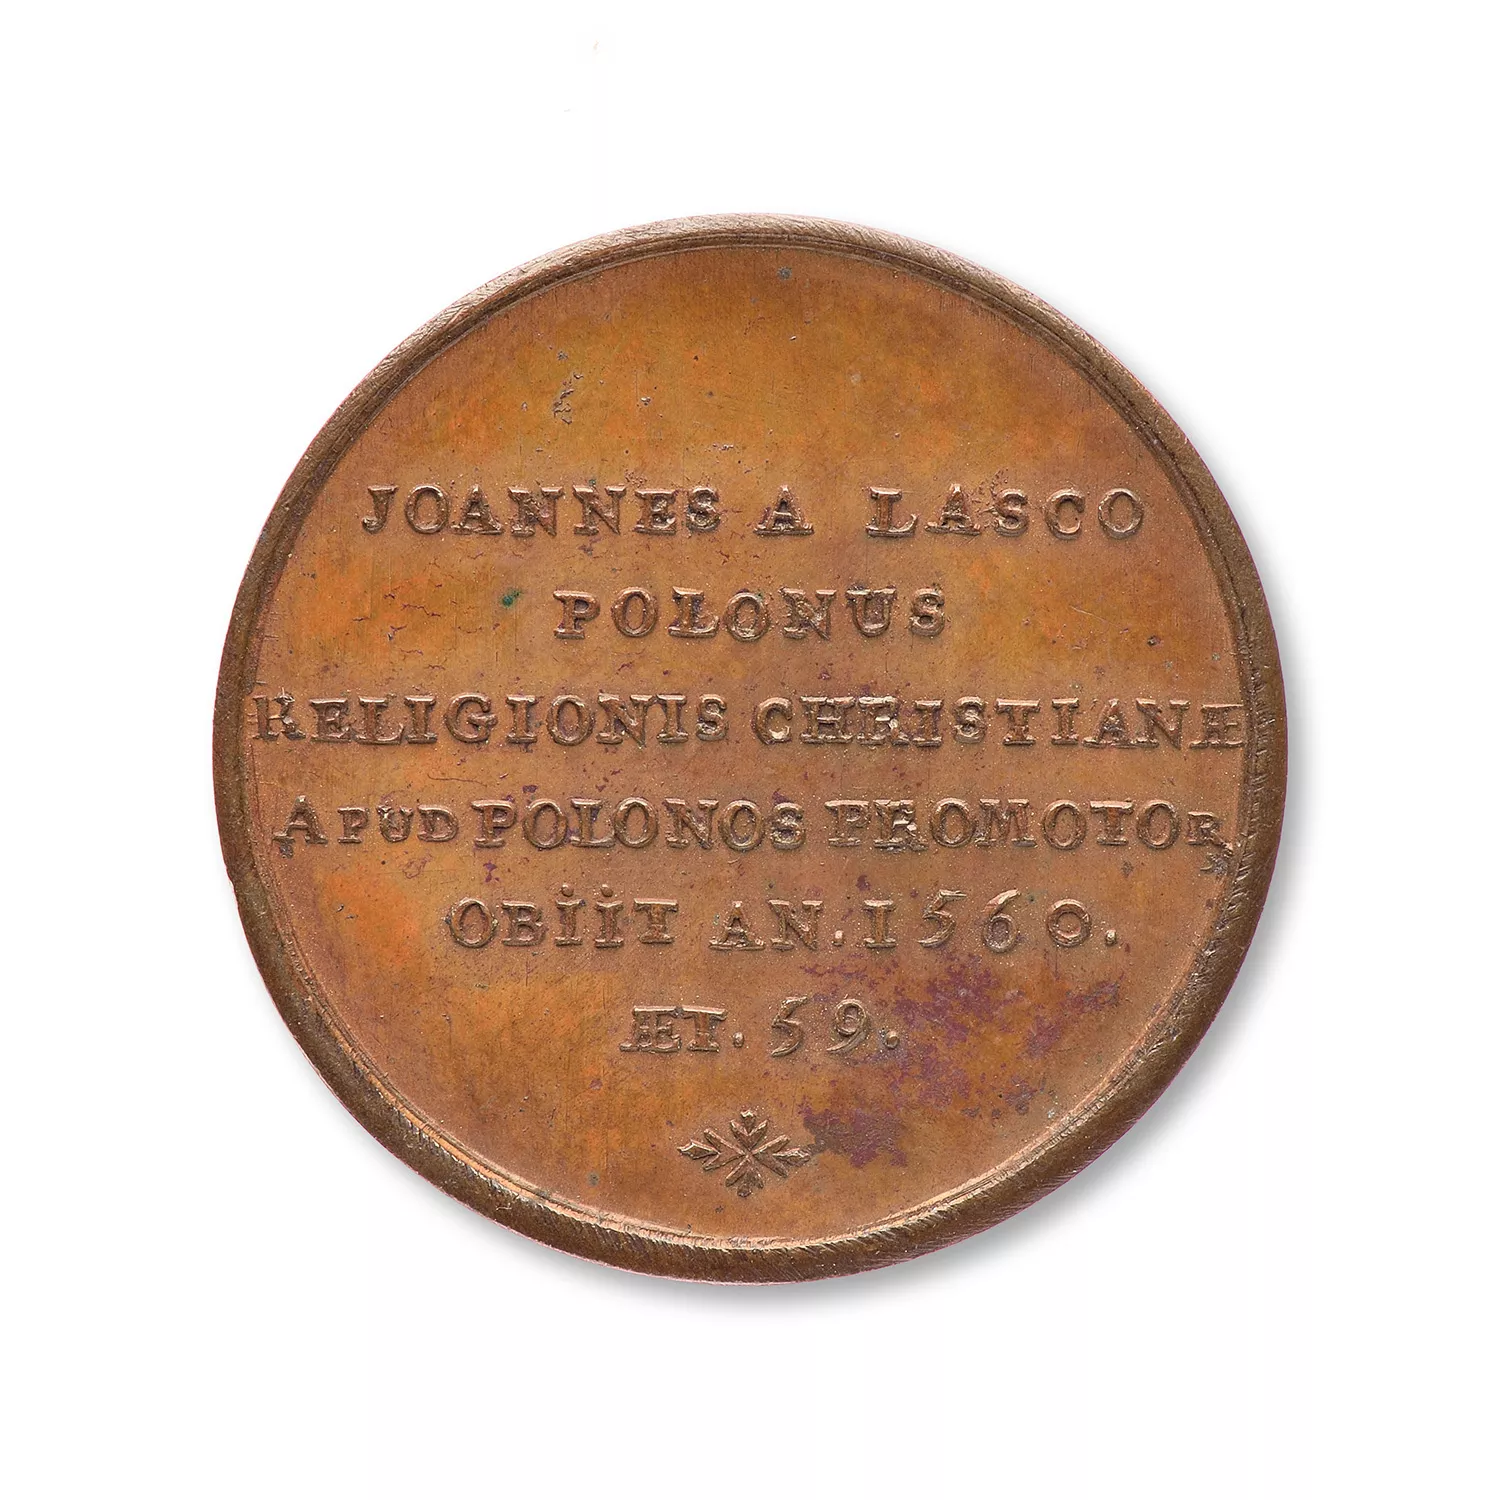 JOANNES A LASCO
POLONUS
RELIGIONIS CHRISTIANÆ
APUD POLONOS PROMOTOR
OBiiT AN. 1560.
ÆT. 59.